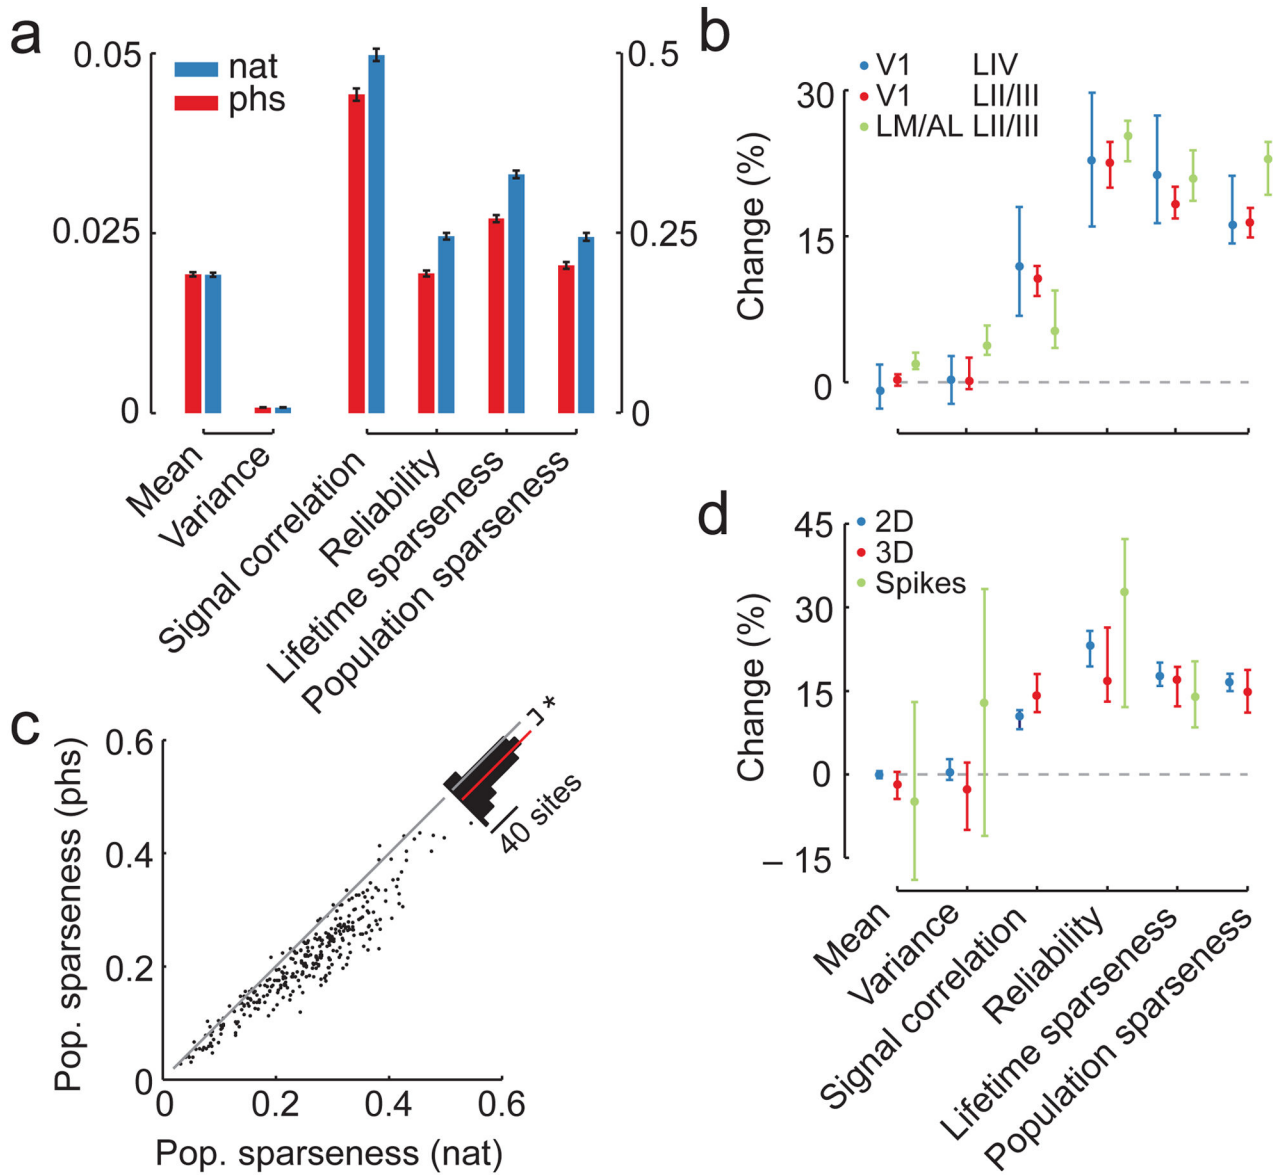 a
0.05
0.025
0
nat
phs
0.5
0.25
0
Mean
Variance
Signal correlation
Reliability
Lifetime sparseness
Population sparseness
b
Change (%)
30
15
0
V1 LIV
V1 LII/III
LM/AL LII/III
c
Pop. sparseness (phs)
0.6
0.4
0.2
0
0 0.2 0.4 0.6
Pop. sparseness (nat)
*
40 sites
d
Change (%)
45
30
15
0
– 15
2D
3D
Spikes
Mean
Variance
Signal correlation
Reliability
Lifetime sparseness
Population sparseness